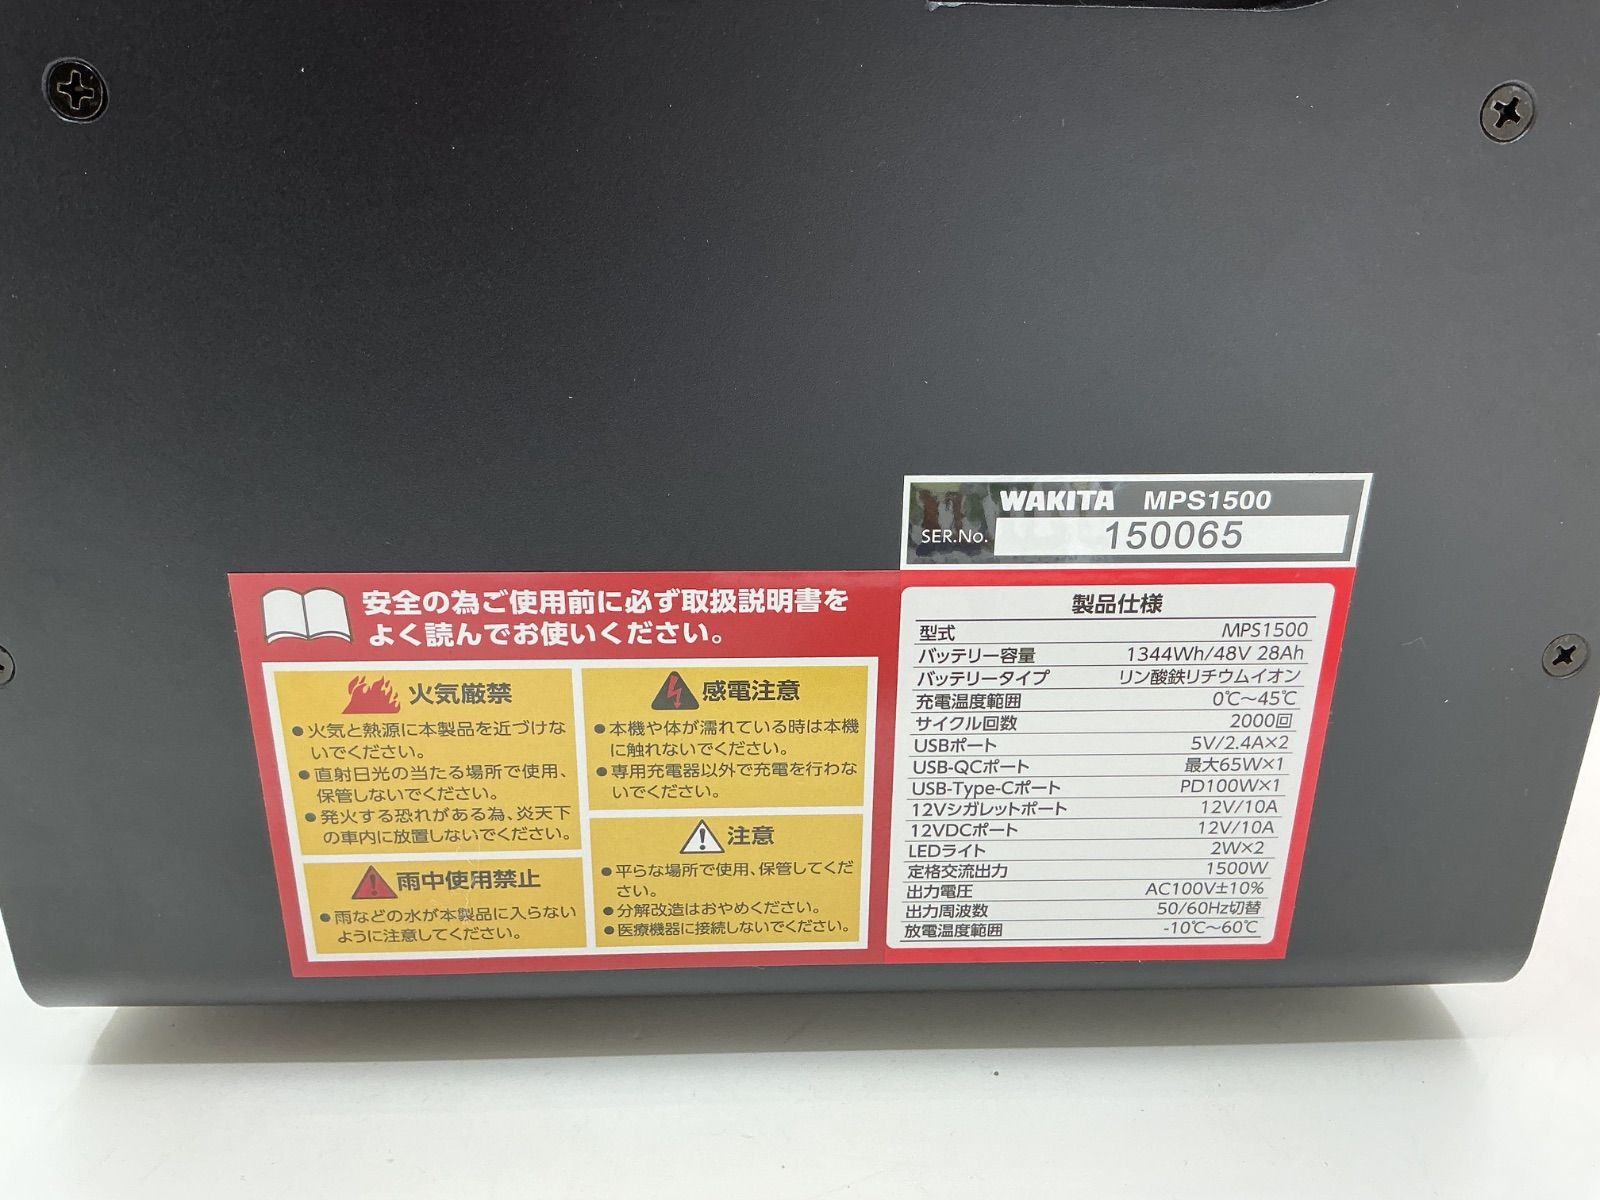 WAKITA MPS1500
SER.No. 150065
安全の為ご使用前に必ず取扱説明書を
よく読んでお使いください。
火気厳禁
●火気と熱源に本製品を近づけな
いでください。
●直射日光の当たる場所で使用、
保管しないでください。
●発火する恐れがある為、炎天下
の車内に放置しないでください。
雨中使用禁止
●雨などの水が本製品に入らない
ように注意してください。
感電注意
●本機や体が濡れている時は本機
に触れないでください。
●専用充電器以外で充電を行わな
いでください。
注意
●平らな場所で使用、保管してくだ
さい。
●分解改造はおやめください。
●医療機器に接続しないでください。
製品仕様
型式 MPS1500
バッテリー容量 1344Wh/48V 28Ah
バッテリータイプ リン酸鉄リチウムイオン
充電温度範囲 0℃〜45℃
サイクル回数 2000回
USBポート 5V/2.4A×2
USB-QCポート 最大65W×1
USB-Type-Cポート PD100W×1
12Vシガレットポート 12V/10A
12VDCポート 12V/10A
LEDライト 2W×2
定格交流出力 1500W
出力電圧 AC100V±10%
出力周波数 50/60Hz切替
放電温度範囲 -10℃〜60℃